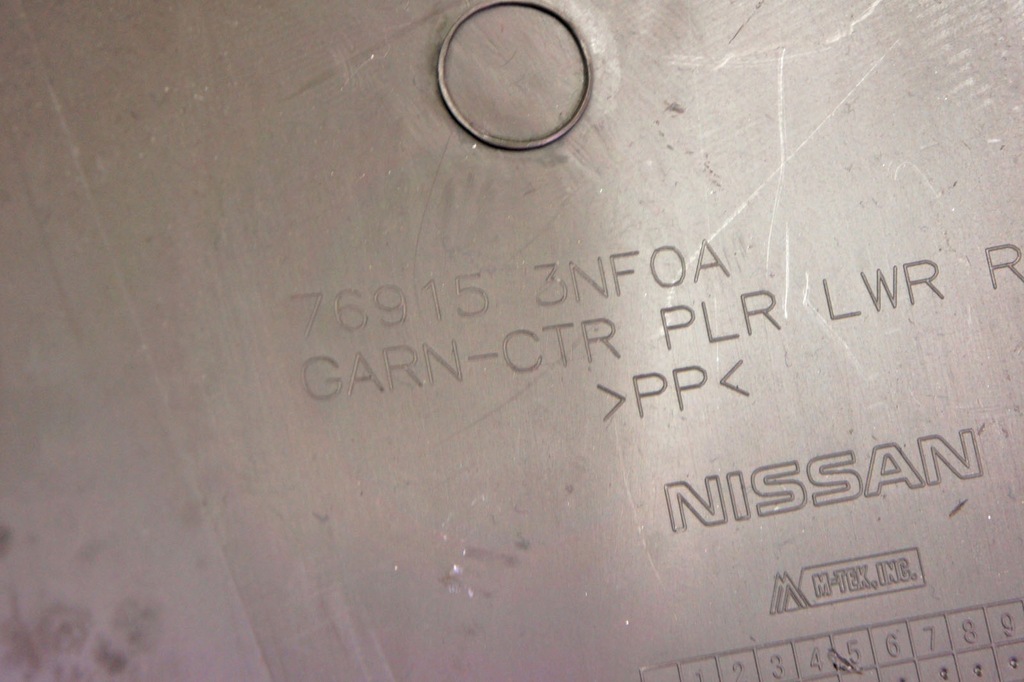 76915 3NF0A
GARN-CTR PLR LWR R
>PP<
NISSAN
M-TEK, INC.
1 2 3 4 5 6 7 8 9